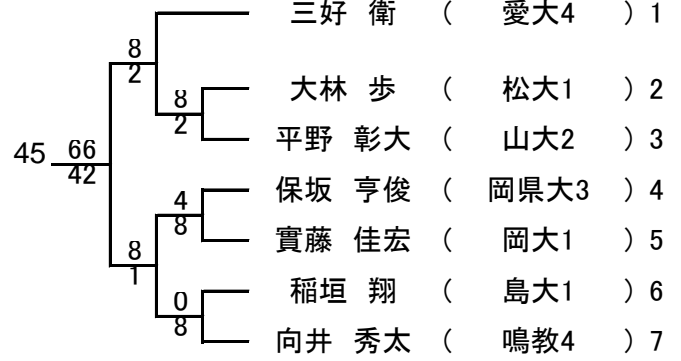 三好 衛 ( 愛大4 ) 1
8
2
大林 歩 ( 松大1 ) 2
8
2
平野 彰大 ( 山大2 ) 3
45 66
42
保坂 亨俊 ( 岡県大3 ) 4
4
8
實藤 佳宏 ( 岡大1 ) 5
8
1
稲垣 翔 ( 島大1 ) 6
0
8
向井 秀太 ( 鳴教4 ) 7